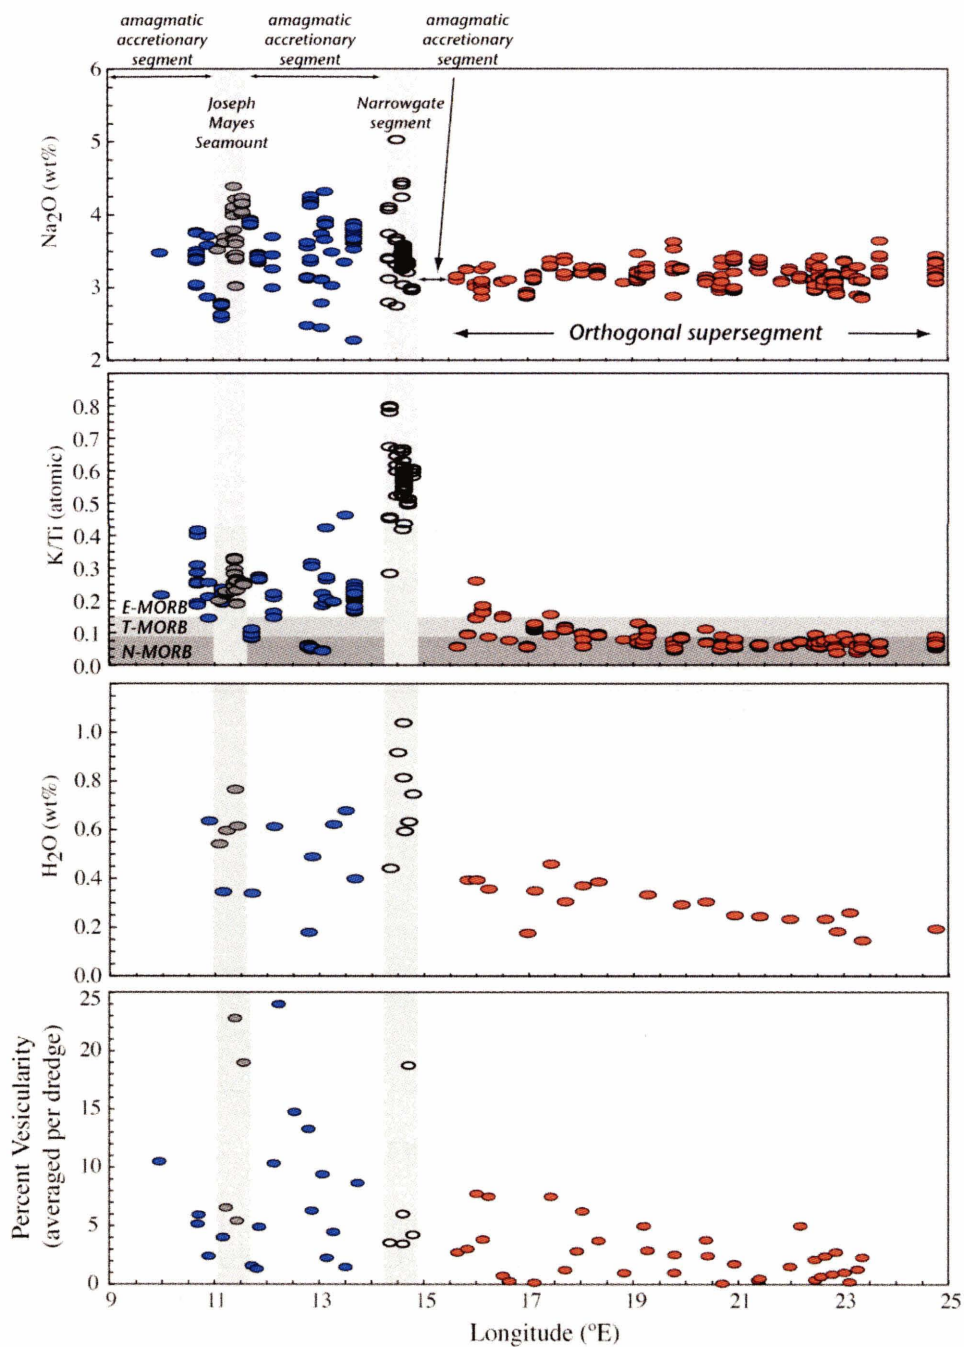 amagmatic
accretionary
segment
amagmatic
accretionary
segment
amagmatic
accretionary
segment
6
5
4
3
2
Na2O (wt%)
Joseph
Mayes
Seamount
Narrowgate
segment
Orthogonal supersegment
0.8
0.7
0.6
0.5
0.4
0.3
0.2
0.1
0.0
K/Ti (atomic)
E-MORB
T-MORB
N-MORB
1.0
0.8
0.6
0.4
0.2
0.0
H2O (wt%)
25
20
15
10
5
0
Percent Vesicularity
(averaged per dredge)
9 11 13 15 17 19 21 23 25
Longitude (°E)